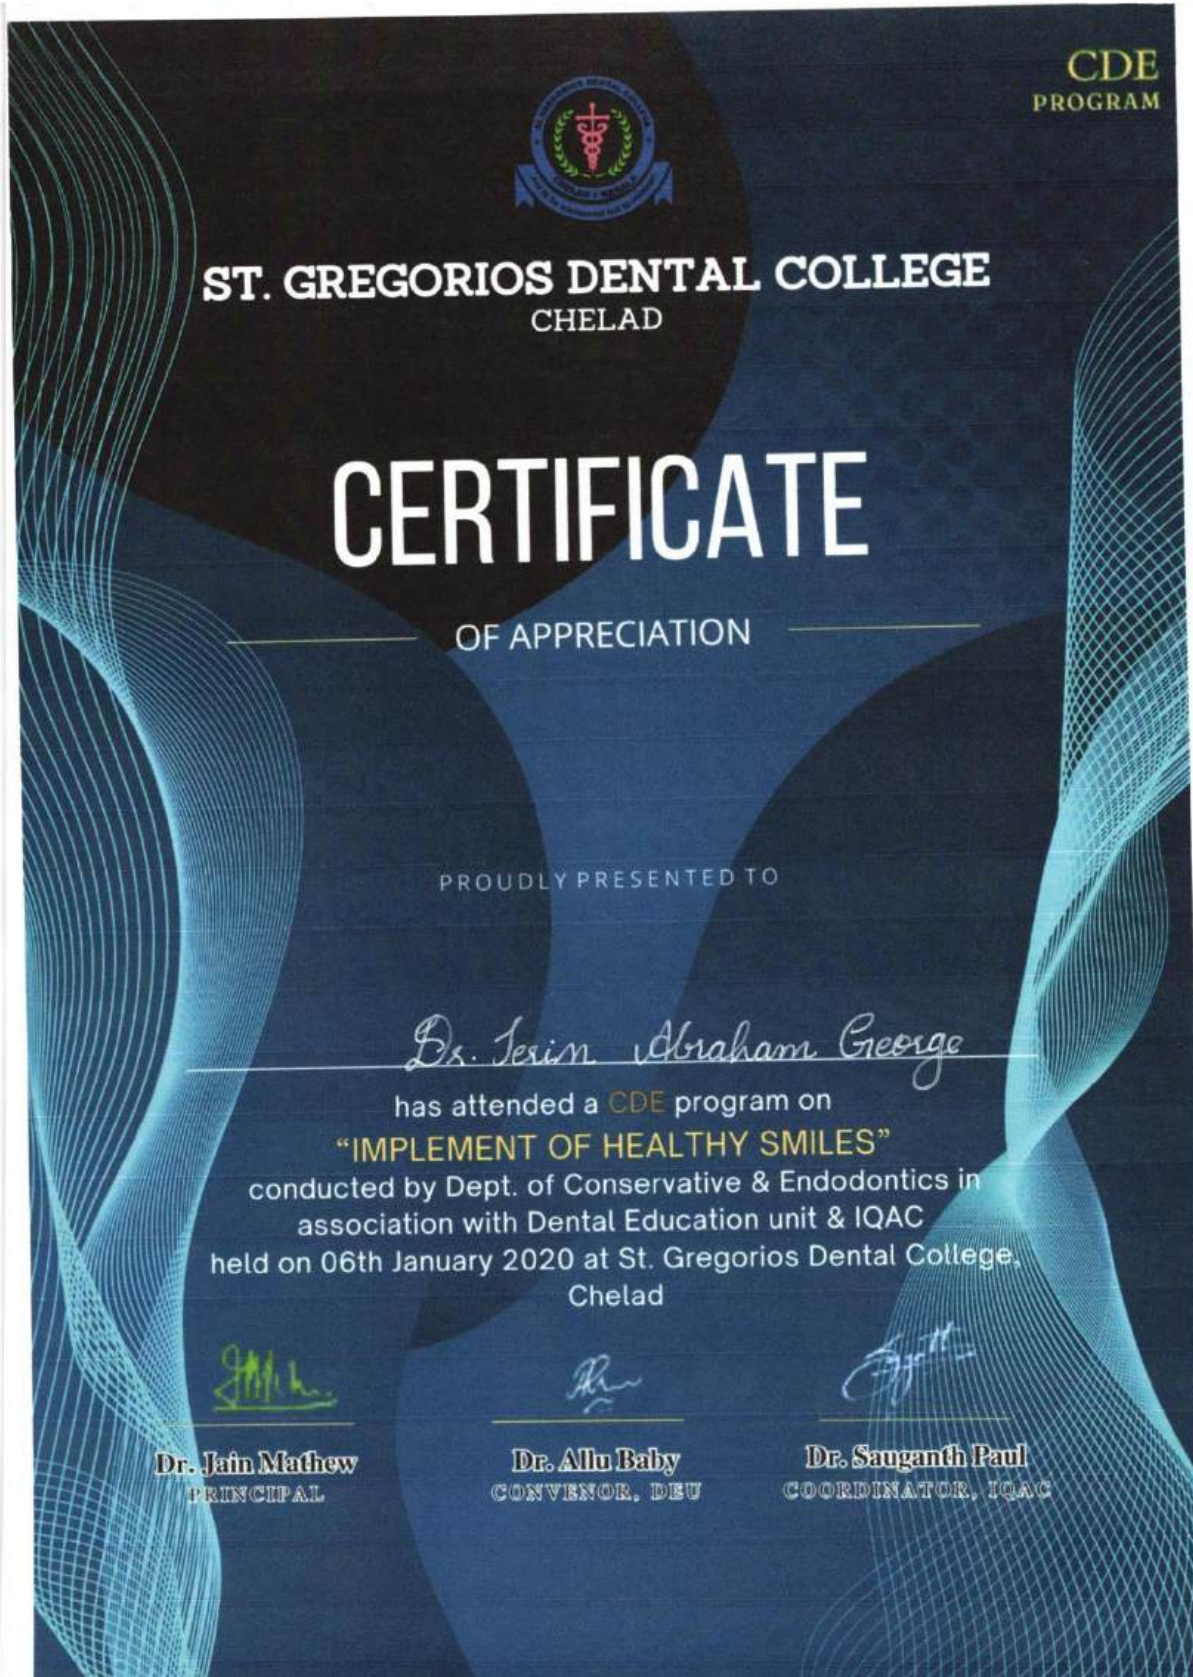 CDE
PROGRAM
ST. GREGORIOS DENTAL COLLEGE
CHELAD
CERTIFICATE
OF APPRECIATION
PROUDLY PRESENTED TO
Dr. Jerin Abraham George
has attended a CDE program on
“IMPLEMENT OF HEALTHY SMILES”
conducted by Dept. of Conservative & Endodontics in
association with Dental Education unit & IQAC
held on 06th January 2020 at St. Gregorios Dental College,
Chelad
Dr. Jain Mathew Dr. Allu Baby Dr. Sauganth Paul
PRINCIPAL CONVENOR, DEU COORDINATOR, IQAC